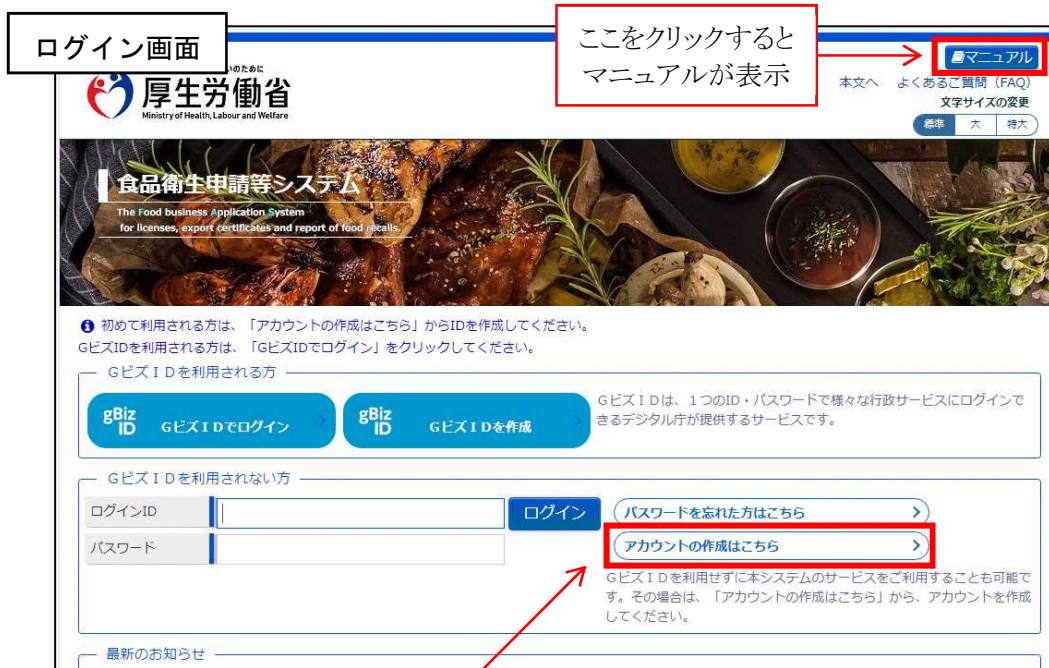 ログイン画面
ここをクリックすると
マニュアルが表示
マニュアル
のために
厚生労働省
Ministry of Health, Labour and Welfare
本文へ よくあるご質問（FAQ）
文字サイズの変更
標準 大 特大
食品衛生申請等システム
The Food business Application System
for licenses, export certificates and report of food recalls.
初めて利用される方は、「アカウントの作成はこちら」からIDを作成してください。
GビズIDを利用される方は、「GビズIDでログイン」をクリックしてください。
ＧビズＩＤを利用される方
gBiz
ID
ＧビズＩＤでログイン
gBiz
ID
ＧビズＩＤを作成
ＧビズＩＤは、１つのID・パスワードで様々な行政サービスにログインで
きるデジタル庁が提供するサービスです。
ＧビズＩＤを利用されない方
ログインID
ログイン
パスワードを忘れた方はこちら
パスワード
アカウントの作成はこちら
ＧビズＩＤを利用せずに本システムのサービスをご利用することも可能で
す。その場合は、「アカウントの作成はこちら」から、アカウントを作成
してください。
最新のお知らせ